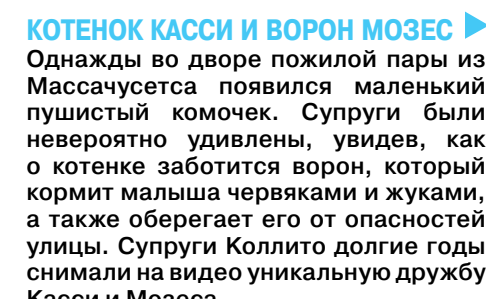 КОТЕНОК КАССИ И ВОРОН МОЗЕС
Однажды во дворе пожилой пары из
Массачусетса появился маленький
пушистый комочек. Супруги были
невероятно удивлены, увидев, как
о котенке заботится ворон, который
кормит малыша червяками и жуками,
а также оберегает его от опасностей
улицы. Супруги Коллито долгие годы
снимали на видео уникальную дружбу
Касси и Мозеса